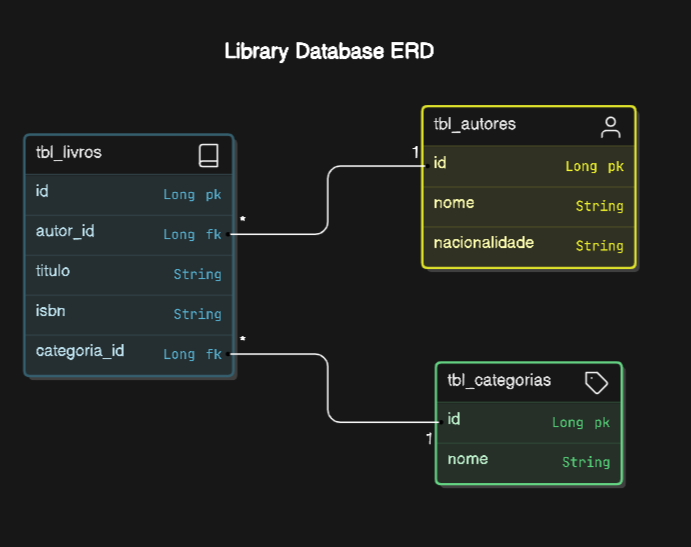 Library Database ERD
tbl_livros
id Long pk
autor_id Long fk
titulo String
isbn String
categoria_id Long fk
*
*
tbl_autores
1
id Long pk
nome String
nacionalidade String
tbl_categorias
id Long pk
1
nome String